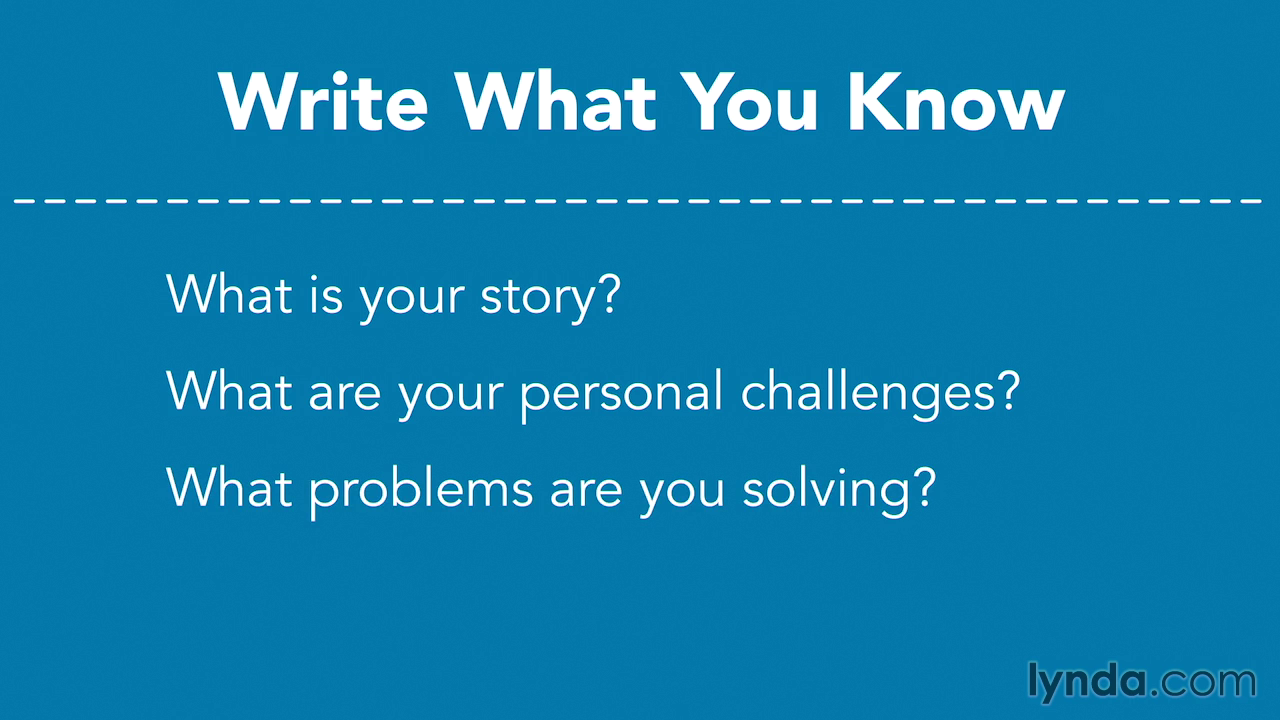 Write What You Know
What is your story?
What are your personal challenges?
What problems are you solving?
lynda.com